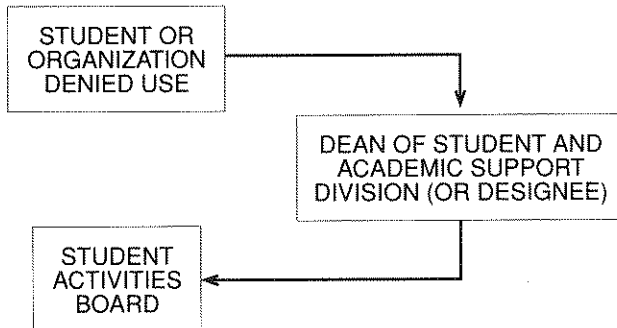 STUDENT OR
ORGANIZATION
DENIED USE
DEAN OF STUDENT AND
ACADEMIC SUPPORT
DIVISION (OR DESIGNEE)
STUDENT
ACTIVITIES
BOARD